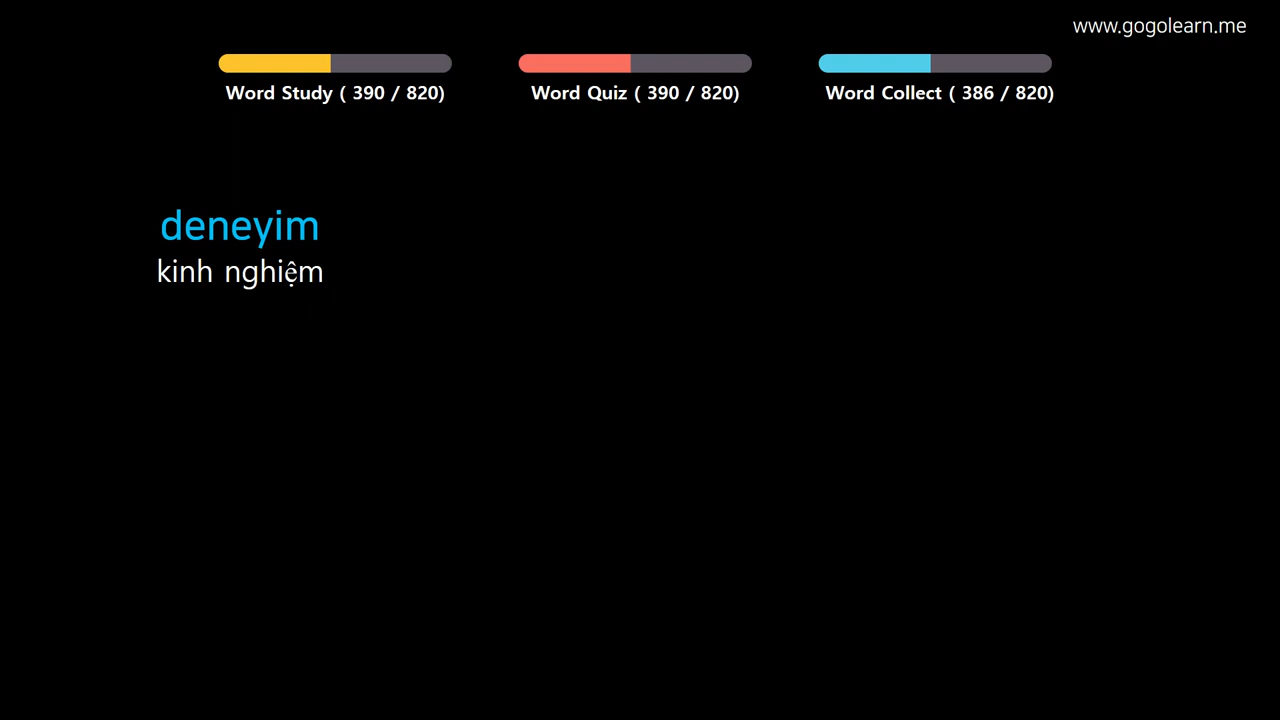 www.gogolearn.me
Word Study ( 390 / 820)
Word Quiz ( 390 / 820)
Word Collect ( 386 / 820)
deneyim
kinh nghiệm